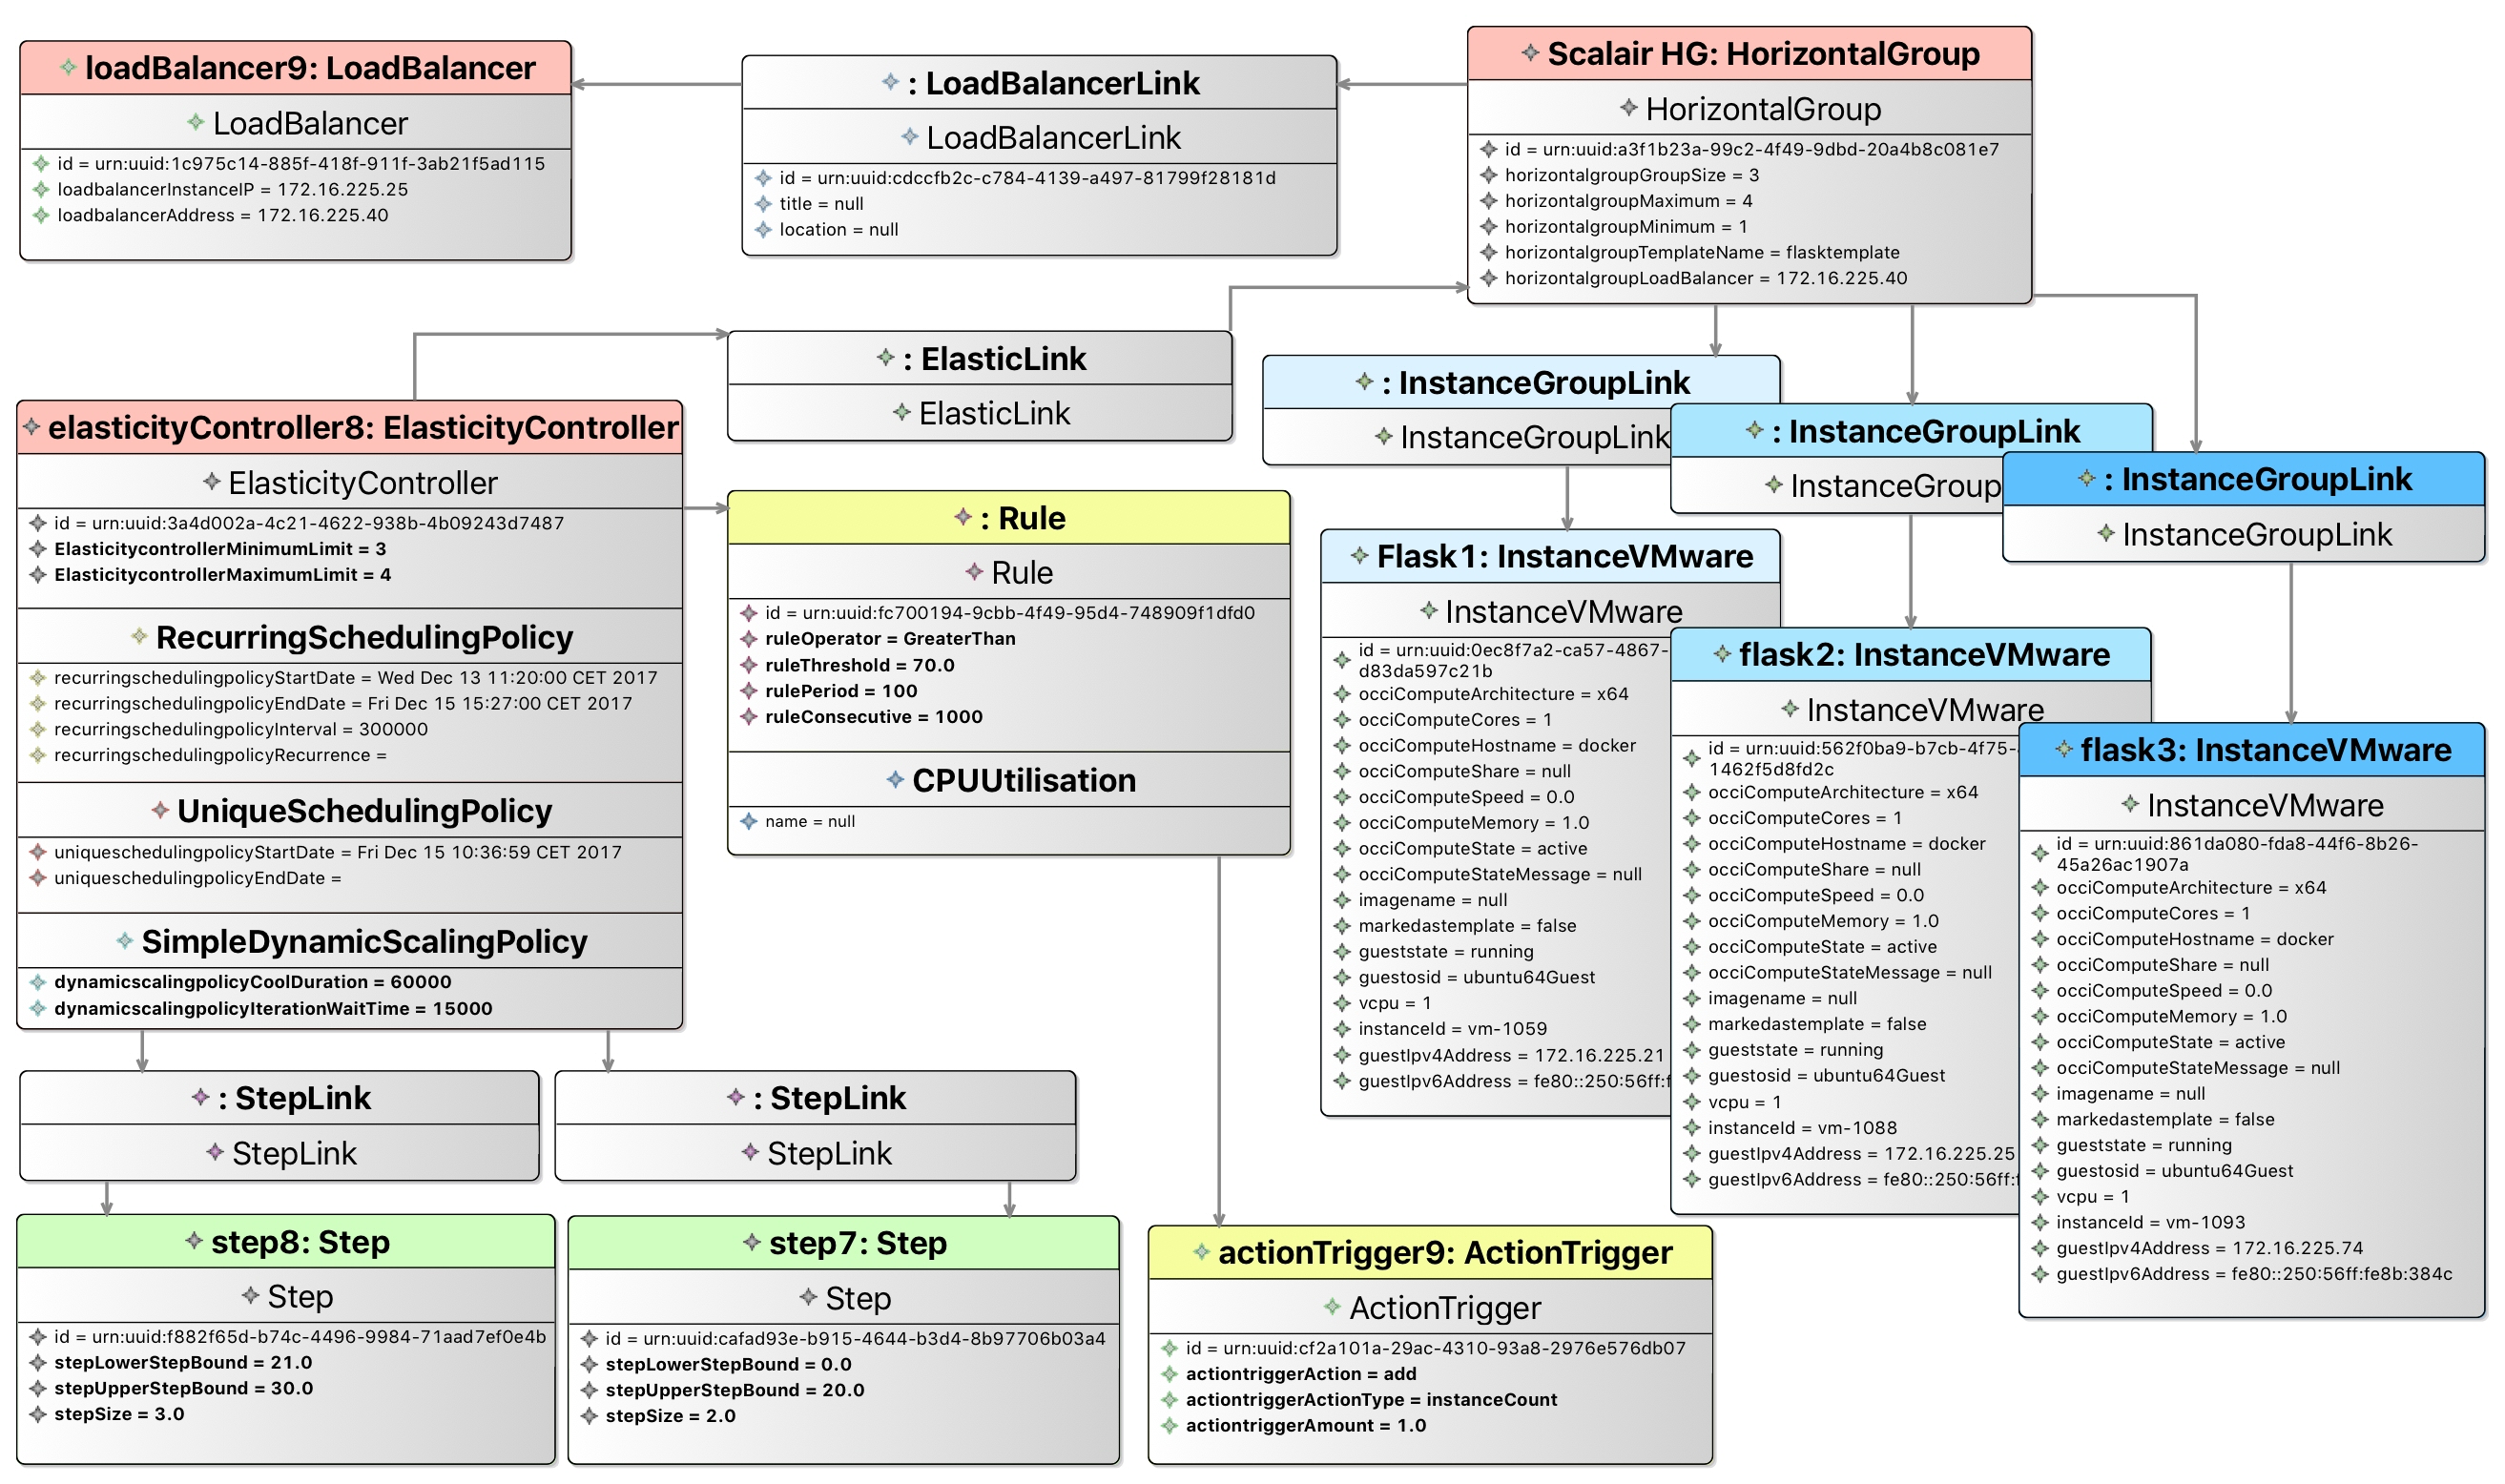 loadBalancer9: LoadBalancer
LoadBalancer
id = urn:uuid:1c975c14-885f-418f-911f-3ab21f5ad115
loadbalancerInstanceIP = 172.16.225.25
loadbalancerAddress = 172.16.225.40
: LoadBalancerLink
LoadBalancerLink
id = urn:uuid:cdccfb2c-c784-4139-a497-81799f28181d
title = null
location = null
Scalair HG: HorizontalGroup
HorizontalGroup
id = urn:uuid:a3f1b23a-99c2-4f49-9dbd-20a4b8c081e7
horizontalgroupGroupSize = 3
horizontalgroupMaximum = 4
horizontalgroupMinimum = 1
horizontalgroupTemplateName = flasktemplate
horizontalgroupLoadBalancer = 172.16.225.40
: ElasticLink
ElasticLink
: InstanceGroupLink
InstanceGroupLink
: InstanceGroupLink
InstanceGroup
: InstanceGroupLink
InstanceGroupLink
elasticityController8: ElasticityController
ElasticityController
id = urn:uuid:3a4d002a-4c21-4622-938b-4b09243d7487
ElasticitycontrollerMinimumLimit = 3
ElasticitycontrollerMaximumLimit = 4
RecurringSchedulingPolicy
recurringschedulingpolicyStartDate = Wed Dec 13 11:20:00 CET 2017
recurringschedulingpolicyEndDate = Fri Dec 15 15:27:00 CET 2017
recurringschedulingpolicyInterval = 300000
recurringschedulingpolicyRecurrence =
UniqueSchedulingPolicy
uniqueschedulingpolicyStartDate = Fri Dec 15 10:36:59 CET 2017
uniqueschedulingpolicyEndDate =
SimpleDynamicScalingPolicy
dynamicscalingpolicyCoolDuration = 60000
dynamicscalingpolicyIterationWaitTime = 15000
: Rule
Rule
id = urn:uuid:fc700194-9cbb-4f49-95d4-748909f1dfd0
ruleOperator = GreaterThan
ruleThreshold = 70.0
rulePeriod = 100
ruleConsecutive = 1000
CPUUtilisation
name = null
Flask1: InstanceVMware
InstanceVMware
id = urn:uuid:0ec8f7a2-ca57-4867-
d83da597c21b
occiComputeArchitecture = x64
occiComputeCores = 1
occiComputeHostname = docker
occiComputeShare = null
occiComputeSpeed = 0.0
occiComputeMemory = 1.0
occiComputeState = active
occiComputeStateMessage = null
imagename = null
markedastemplate = false
gueststate = running
guestosid = ubuntu64Guest
vcpu = 1
instanceId = vm-1059
guestIpv4Address = 172.16.225.21
guestIpv6Address = fe80::250:56ff:f
flask2: InstanceVMware
InstanceVMware
id = urn:uuid:562f0ba9-b7cb-4f75-
1462f5d8fd2c
occiComputeArchitecture = x64
occiComputeCores = 1
occiComputeHostname = docker
occiComputeShare = null
occiComputeSpeed = 0.0
occiComputeMemory = 1.0
occiComputeState = active
occiComputeStateMessage = null
imagename = null
markedastemplate = false
gueststate = running
guestosid = ubuntu64Guest
vcpu = 1
instanceId = vm-1088
guestIpv4Address = 172.16.225.25
guestIpv6Address = fe80::250:56ff:f
flask3: InstanceVMware
InstanceVMware
id = urn:uuid:861da080-fda8-44f6-8b26-
45a26ac1907a
occiComputeArchitecture = x64
occiComputeCores = 1
occiComputeHostname = docker
occiComputeShare = null
occiComputeSpeed = 0.0
occiComputeMemory = 1.0
occiComputeState = active
occiComputeStateMessage = null
imagename = null
markedastemplate = false
gueststate = running
guestosid = ubuntu64Guest
vcpu = 1
instanceId = vm-1093
guestIpv4Address = 172.16.225.74
guestIpv6Address = fe80::250:56ff:fe8b:384c
: StepLink
StepLink
: StepLink
StepLink
step8: Step
Step
id = urn:uuid:f882f65d-b74c-4496-9984-71aad7ef0e4b
stepLowerStepBound = 21.0
stepUpperStepBound = 30.0
stepSize = 3.0
step7: Step
Step
id = urn:uuid:cafad93e-b915-4644-b3d4-8b97706b03a4
stepLowerStepBound = 0.0
stepUpperStepBound = 20.0
stepSize = 2.0
actionTrigger9: ActionTrigger
ActionTrigger
id = urn:uuid:cf2a101a-29ac-4310-93a8-2976e576db07
actiontriggerAction = add
actiontriggerActionType = instanceCount
actiontriggerAmount = 1.0